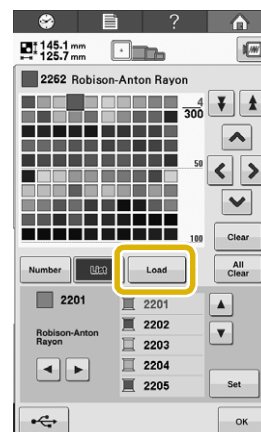 ?
145.1 mm
125.7 mm
2262 Robison-Anton Rayon
4
300
50
100
Clear
Number List Load All Clear
2201
Robison-Anton Rayon
2201
2202
2203
2204
2205
Set
OK